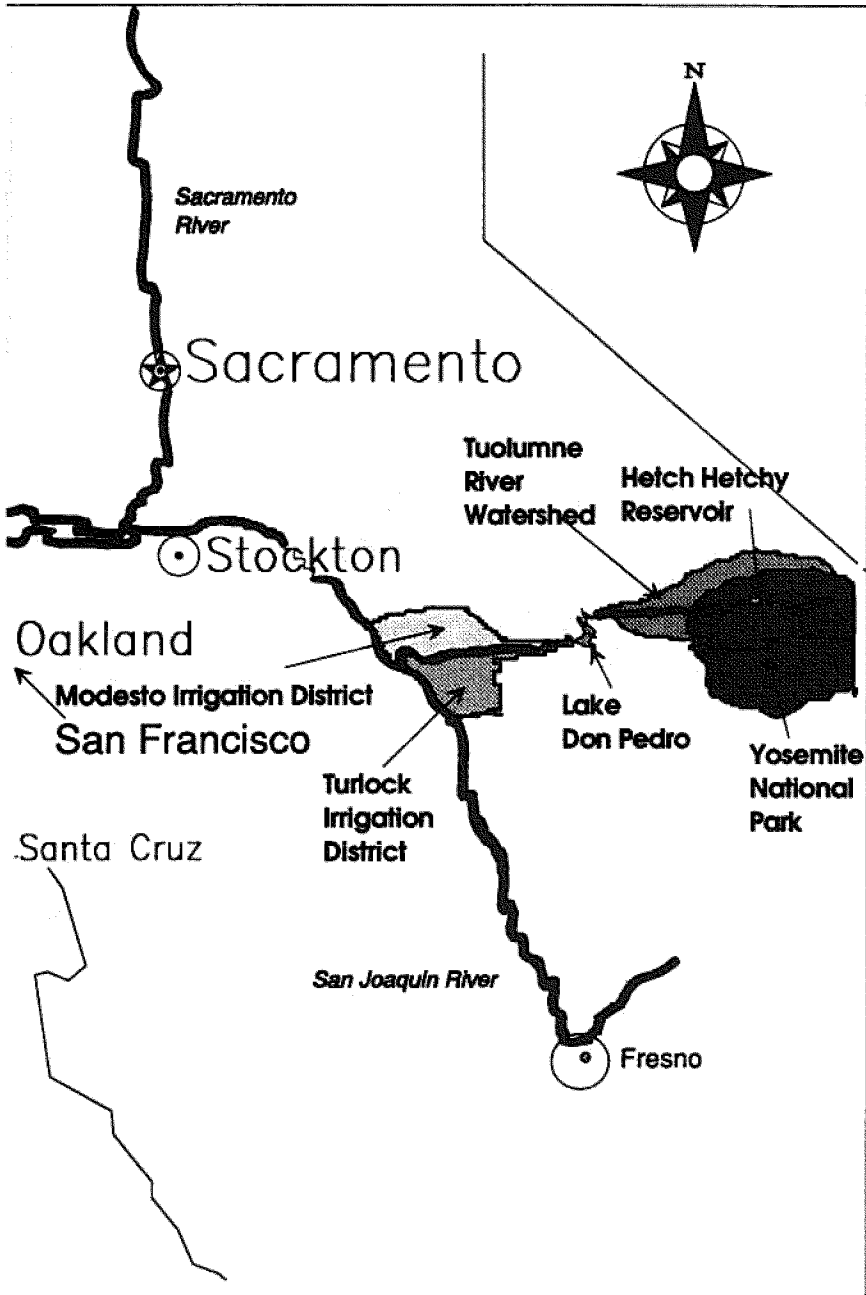 N
Sacramento
River
Sacramento
Tuolumne
River
Watershed
Hetch Hetchy
Reservoir
Stockton
Oakland
Modesto Irrigation District
San Francisco
Lake
Don Pedro
Yosemite
National
Park
Turlock
Irrigation
District
Santa Cruz
San Joaquin River
Fresno